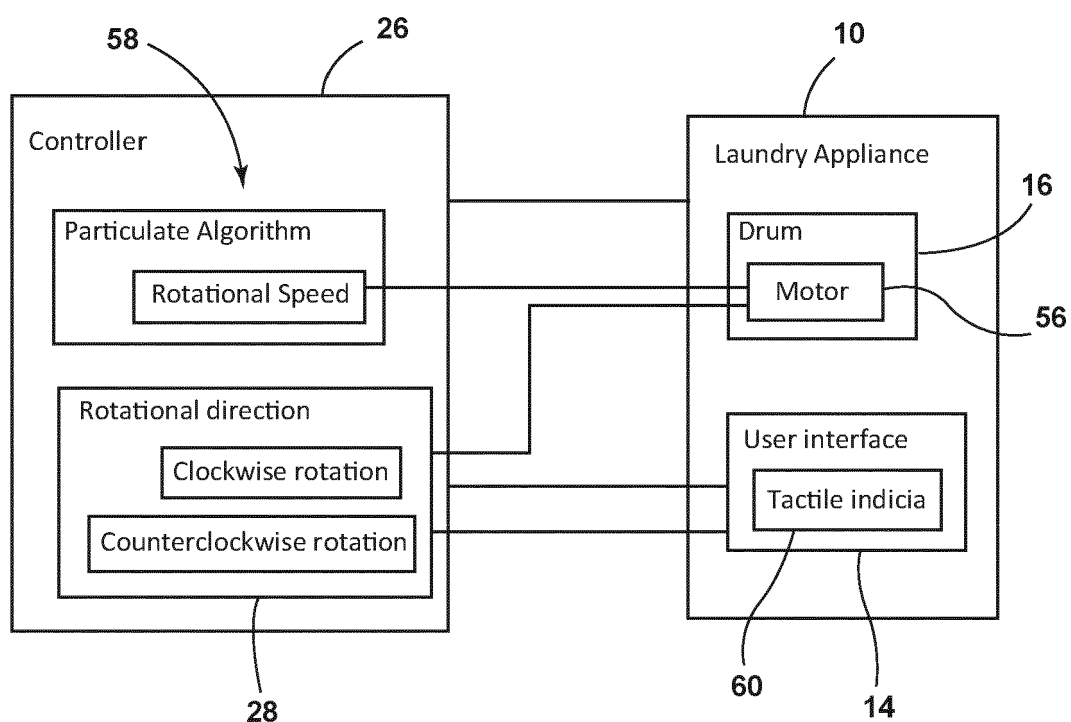 58
26
10
Controller
Laundry Appliance
16
Particulate Algorithm
Drum
Rotational Speed
Motor
56
Rotational direction
User interface
Clockwise rotation
Tactile indicia
Counterclockwise rotation
28
60
14